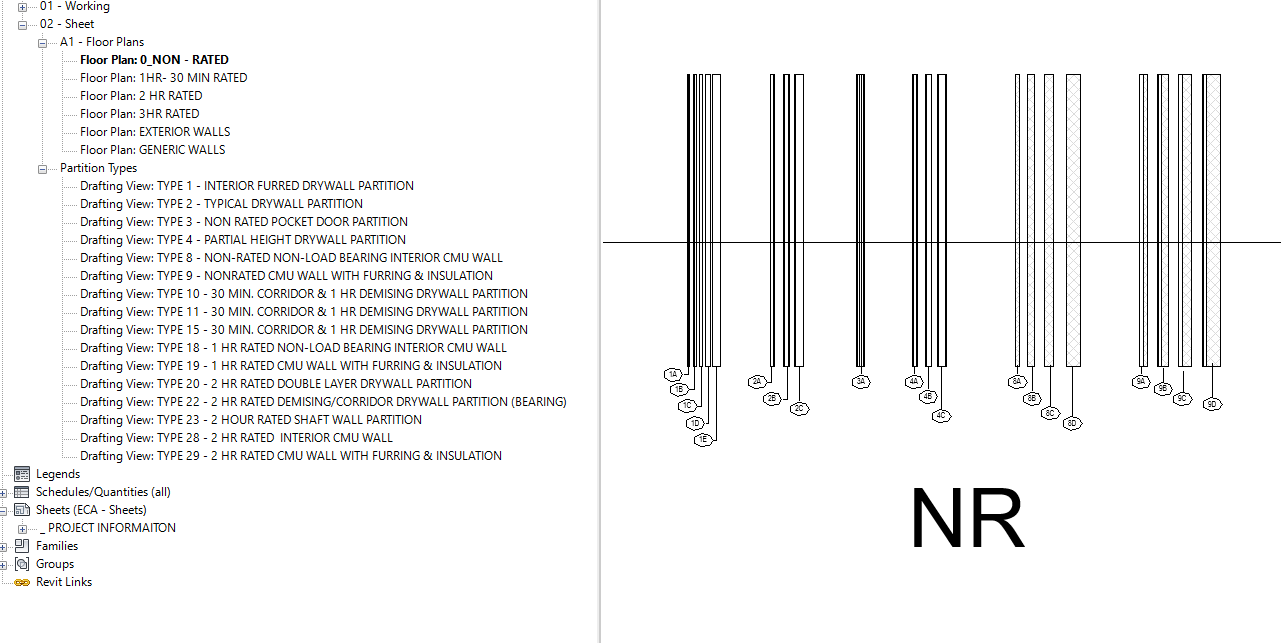 01 - Working
02 - Sheet
A1 - Floor Plans
Floor Plan: 0_NON - RATED
Floor Plan: 1HR- 30 MIN RATED
Floor Plan: 2 HR RATED
Floor Plan: 3HR RATED
Floor Plan: EXTERIOR WALLS
Floor Plan: GENERIC WALLS
Partition Types
Drafting View: TYPE 1 - INTERIOR FURRED DRYWALL PARTITION
Drafting View: TYPE 2 - TYPICAL DRYWALL PARTITION
Drafting View: TYPE 3 - NON RATED POCKET DOOR PARTITION
Drafting View: TYPE 4 - PARTIAL HEIGHT DRYWALL PARTITION
Drafting View: TYPE 8 - NON-RATED NON-LOAD BEARING INTERIOR CMU WALL
Drafting View: TYPE 9 - NONRATED CMU WALL WITH FURRING & INSULATION
Drafting View: TYPE 10 - 30 MIN. CORRIDOR & 1 HR DEMISING DRYWALL PARTITION
Drafting View: TYPE 11 - 30 MIN. CORRIDOR & 1 HR DEMISING DRYWALL PARTITION
Drafting View: TYPE 15 - 30 MIN. CORRIDOR & 1 HR DEMISING DRYWALL PARTITION
Drafting View: TYPE 18 - 1 HR RATED NON-LOAD BEARING INTERIOR CMU WALL
Drafting View: TYPE 19 - 1 HR RATED CMU WALL WITH FURRING & INSULATION
Drafting View: TYPE 20 - 2 HR RATED DOUBLE LAYER DRYWALL PARTITION
Drafting View: TYPE 22 - 2 HR RATED DEMISING/CORRIDOR DRYWALL PARTITION (BEARING)
Drafting View: TYPE 23 - 2 HOUR RATED SHAFT WALL PARTITION
Drafting View: TYPE 28 - 2 HR RATED  INTERIOR CMU WALL
Drafting View: TYPE 29 - 2 HR RATED CMU WALL WITH FURRING & INSULATION
Legends
Schedules/Quantities (all)
Sheets (ECA - Sheets)
_ PROJECT INFORMAITON
Families
Groups
Revit Links
1A
1B
1C
1D
1E
2A
2B
2C
3A
4A
4B
4C
8A
8B
8C
8D
9A
9B
9C
9D
NR